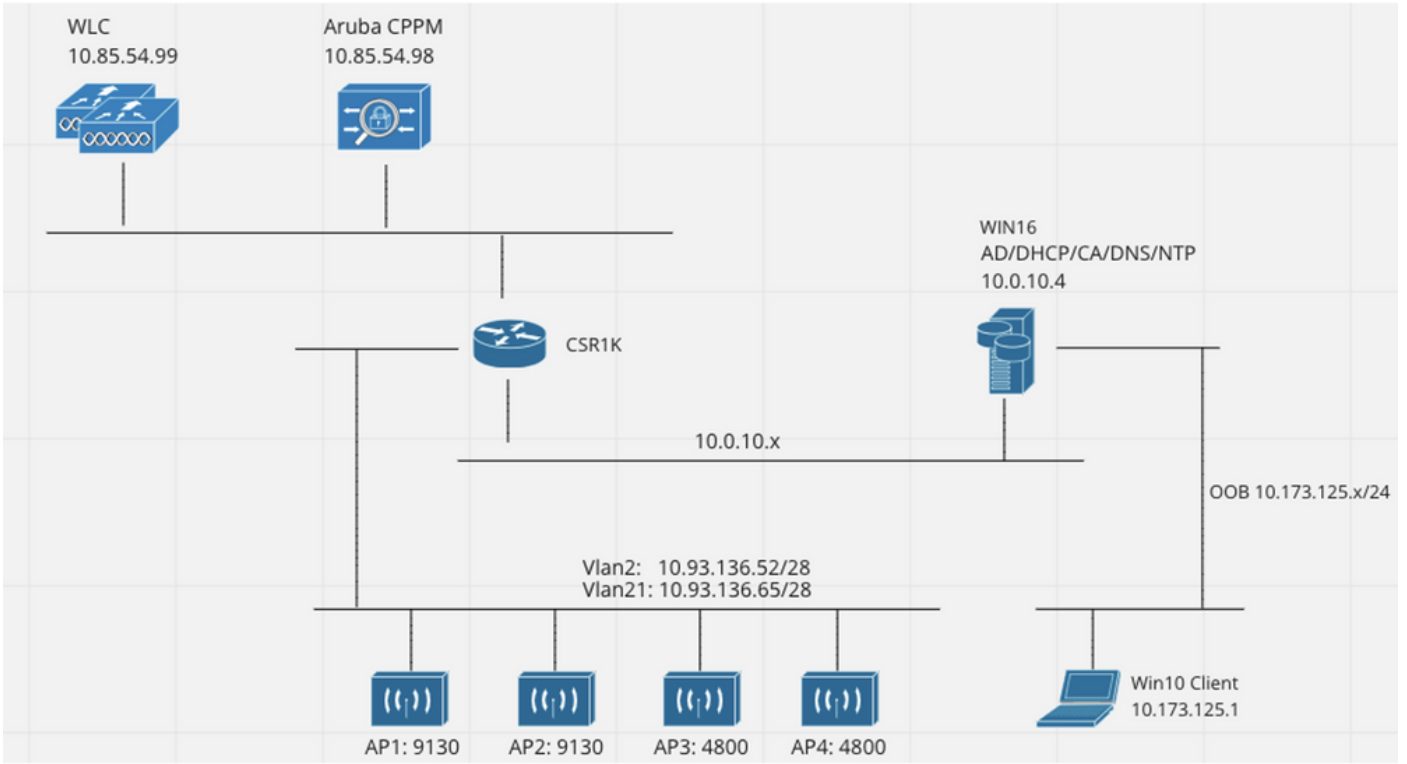 WLC
10.85.54.99
Aruba CPPM
10.85.54.98
WIN16
AD/DHCP/CA/DNS/NTP
10.0.10.4
CSR1K
10.0.10.x
OOB 10.173.125.x/24
Vlan2: 10.93.136.52/28
Vlan21: 10.93.136.65/28
Win10 Client
10.173.125.1
AP1: 9130
AP2: 9130
AP3: 4800
AP4: 4800